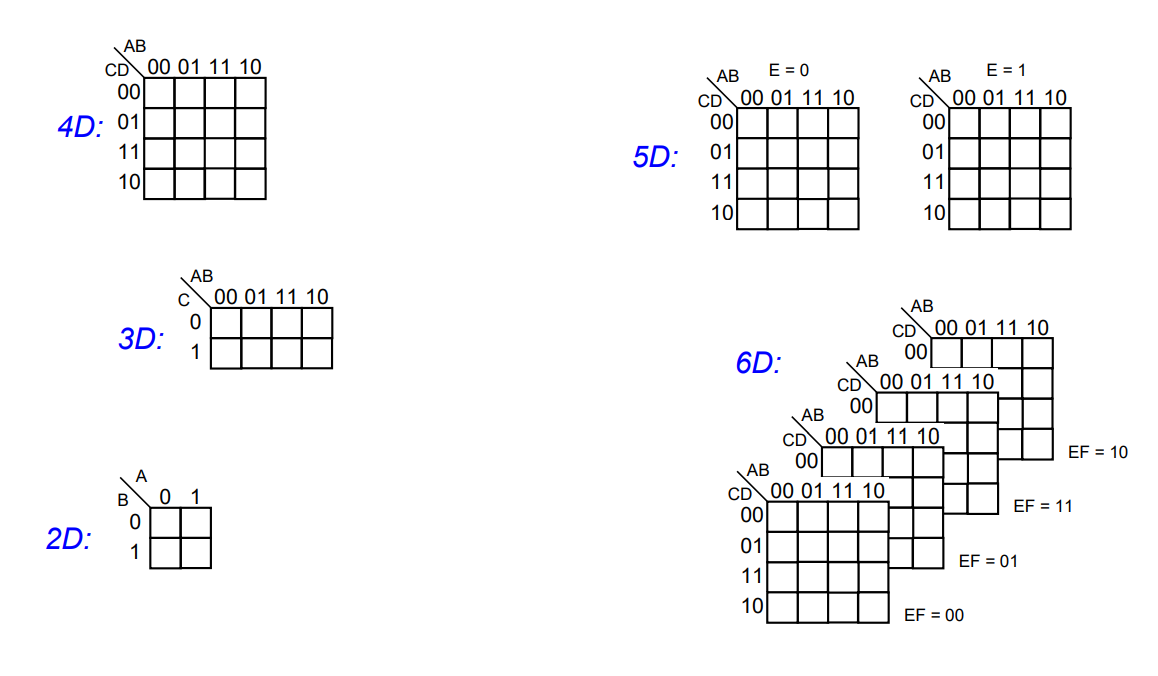 4D:
AB
CD 00 01 11 10
00
01
11
10
3D:
AB
C 00 01 11 10
0
1
2D:
A
B 0 1
0
1
5D:
AB E = 0
CD 00 01 11 10
00
01
11
10
AB E = 1
CD 00 01 11 10
00
01
11
10
6D:
AB
CD 00 01 11 10
00
EF = 10
AB
CD 00 01 11 10
00
EF = 11
AB
CD 00 01 11 10
00
EF = 01
AB
CD 00 01 11 10
00
01
11
10
EF = 00